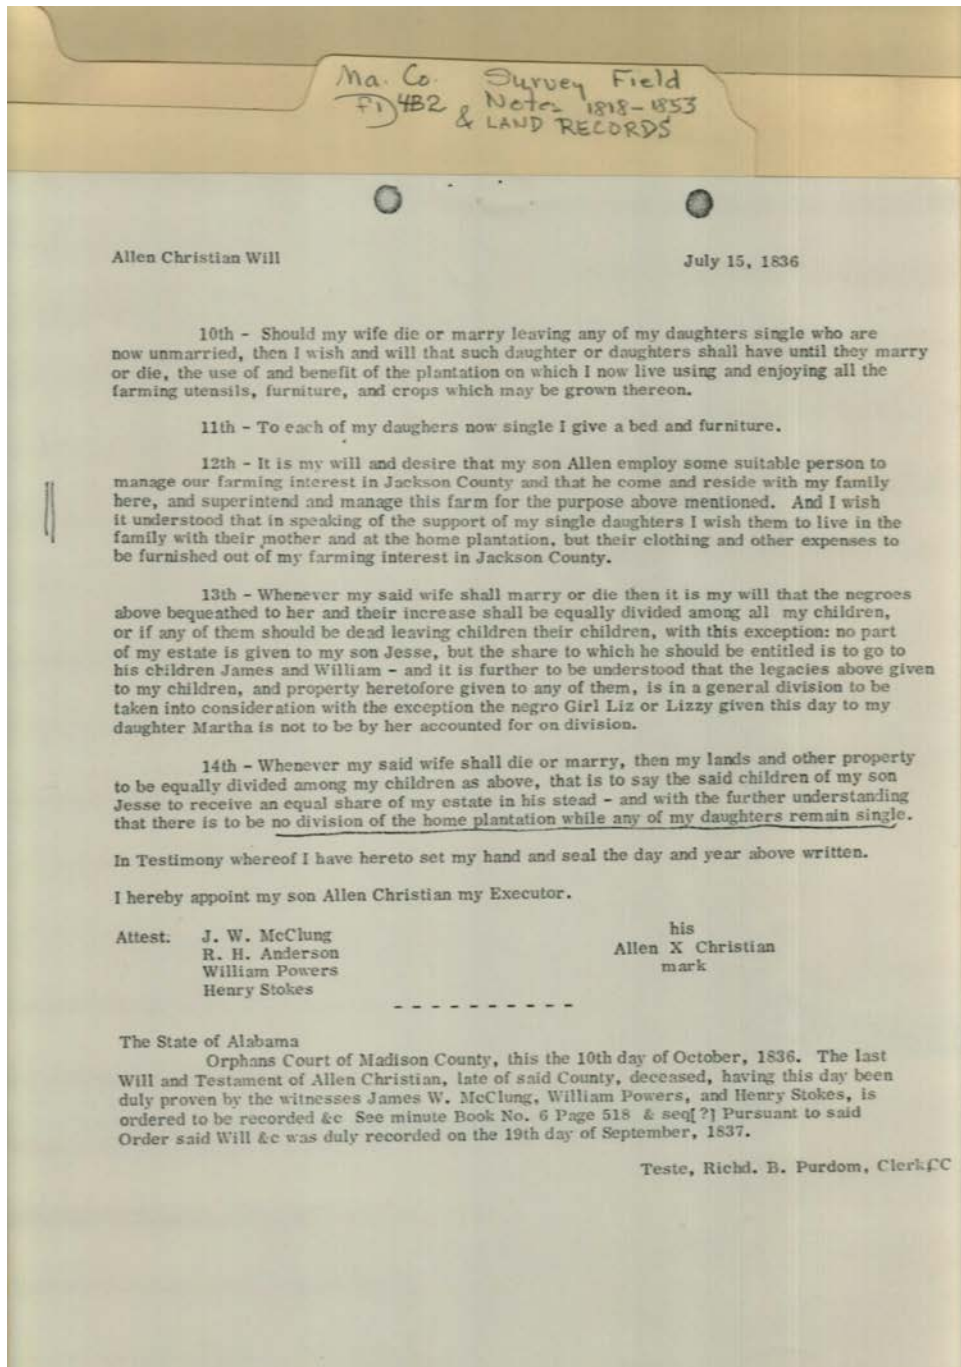 Ma. Co. Survey Field
F1) 4B2 & Notes 1818-1853
& LAND RECORDS
Allen Christian Will July 15, 1836
10th - Should my wife die or marry leaving any of my daughters single who are
now unmarried, then I wish and will that such daughter or daughters shall have until they marry
or die, the use of and benefit of the plantation on which I now live using and enjoying all the
farming utensils, furniture, and crops which may be grown thereon.
11th - To each of my daughers now single I give a bed and furniture.
12th - It is my will and desire that my son Allen employ some suitable person to
manage our farming interest in Jackson County and that he come and reside with my family
here, and superintend and manage this farm for the purpose above mentioned. And I wish
it understood that in speaking of the support of my single daughters I wish them to live in the
family with their mother and at the home plantation, but their clothing and other expenses to
be furnished out of my farming interest in Jackson County.
13th - Whenever my said wife shall marry or die then it is my will that the negroes
above bequeathed to her and their increase shall be equally divided among all my children,
or if any of them should be dead leaving children their children, with this exception: no part
of my estate is given to my son Jesse, but the share to which he should be entitled is to go to
his children James and William - and it is further to be understood that the legacies above given
to my children, and property heretofore given to any of them, is in a general division to be
taken into consideration with the exception the negro Girl Liz or Lizzy given this day to my
daughter Martha is not to be by her accounted for on division.
14th - Whenever my said wife shall die or marry, then my lands and other property
to be equally divided among my children as above, that is to say the said children of my son
Jesse to receive an equal share of my estate in his stead - and with the further understanding
that there is to be no division of the home plantation while any of my daughters remain single.
In Testimony whereof I have hereto set my hand and seal the day and year above written.
I hereby appoint my son Allen Christian my Executor.
Attest: J. W. McClung his
R. H. Anderson Allen X Christian
William Powers mark
Henry Stokes
- - - - - - - - - -
The State of Alabama
Orphans Court of Madison County, this the 10th day of October, 1836. The last
Will and Testament of Allen Christian, late of said County, deceased, having this day been
duly proven by the witnesses James W. McClung, William Powers, and Henry Stokes, is
ordered to be recorded &c See minute Book No. 6 Page 518 & seq[?] Pursuant to said
Order said Will &c was duly recorded on the 19th day of September, 1837.
Teste, Richd. B. Purdom, Clerk CC